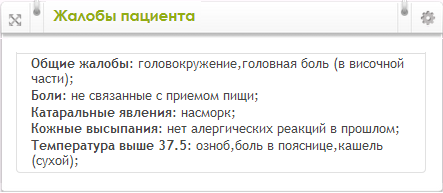 Жалобы пациента
Общие жалобы: головокружение,головная боль (в височной
части);
Боли: не связанные с приемом пищи;
Катаральные явления: насморк;
Кожные высыпания: нет алергических реакций в прошлом;
Температура выше 37.5: озноб,боль в пояснице,кашель
(сухой);